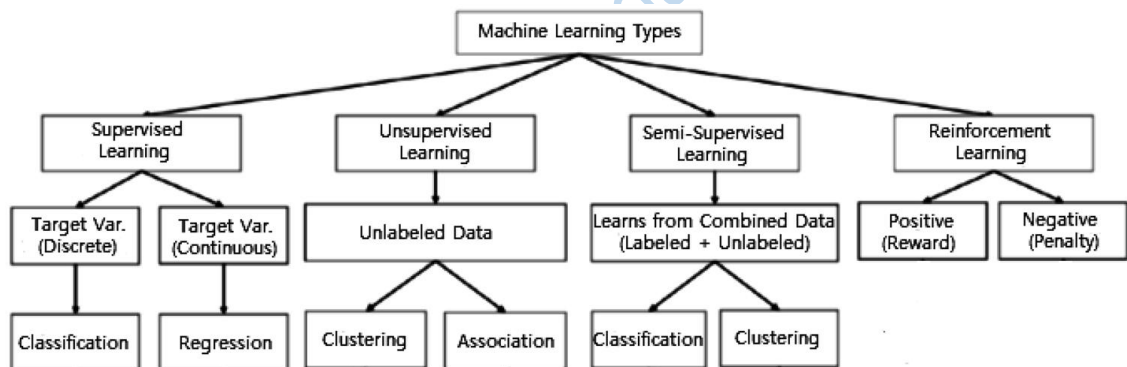 Machine Learning Types
Supervised
Learning
Unsupervised
Learning
Semi-Supervised
Learning
Reinforcement
Learning
Target Var.
(Discrete)
Target Var.
(Continuous)
Unlabeled Data
Learns from Combined Data
(Labeled + Unlabeled)
Positive
(Reward)
Negative
(Penalty)
Classification
Regression
Clustering
Association
Classification
Clustering